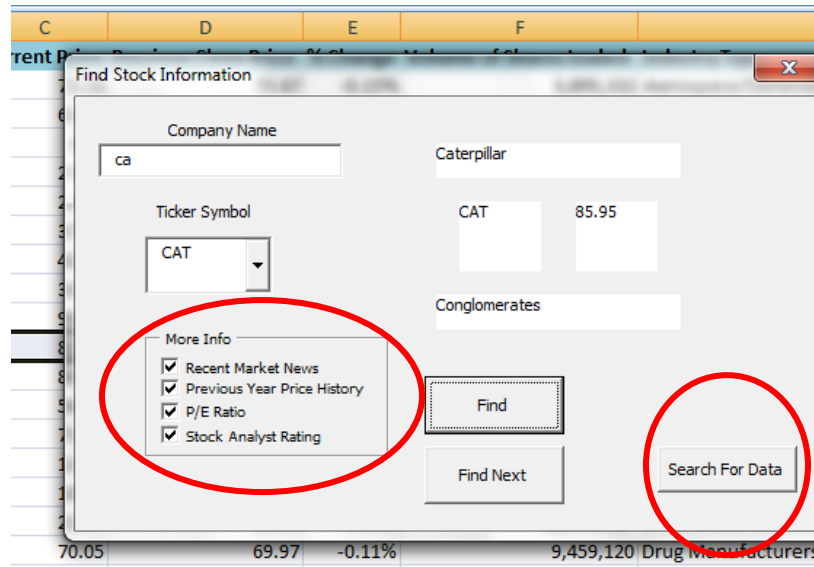 C D E F
Find Stock Information
Company Name
ca
Caterpillar
Ticker Symbol
CAT 85.95
CAT
Conglomerates
More Info
Recent Market News
Previous Year Price History
P/E Ratio
Stock Analyst Rating
Find
Find Next
Search For Data
70.05 69.97 -0.11% 9,459,120 Drug Manufacturers